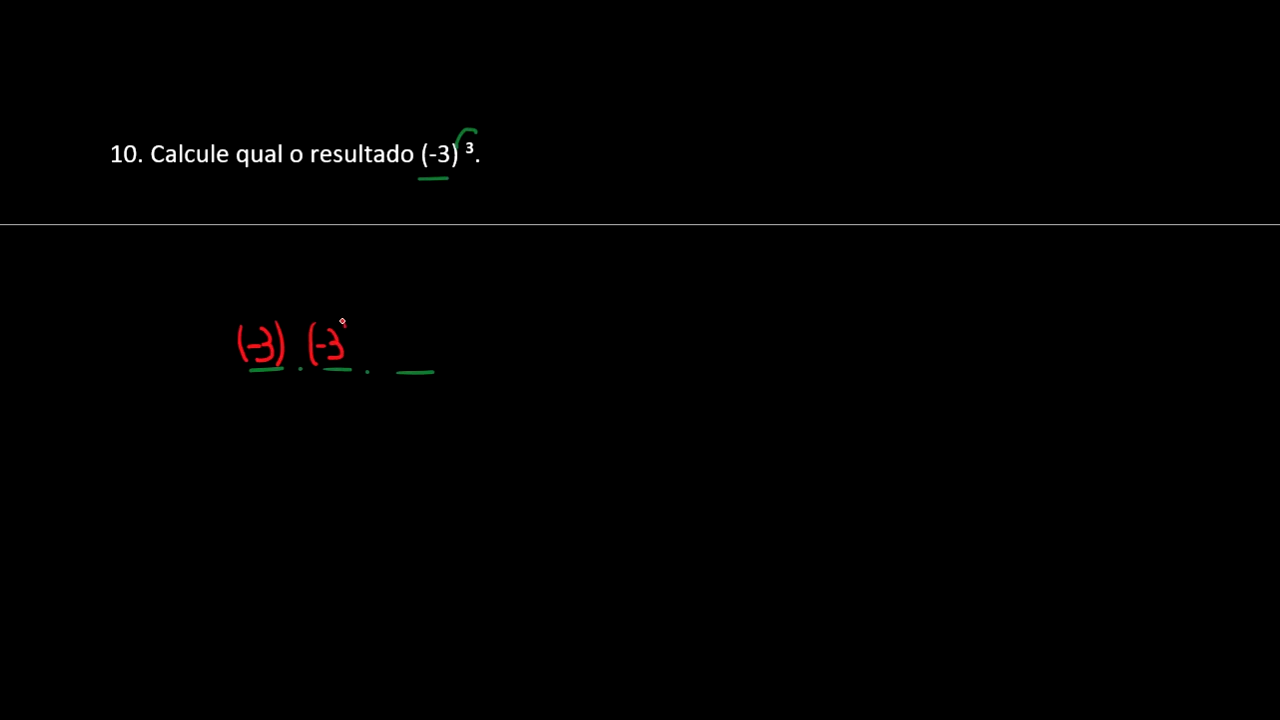 10. Calcule qual o resultado (-3) ³.
(-3) . (-3 .